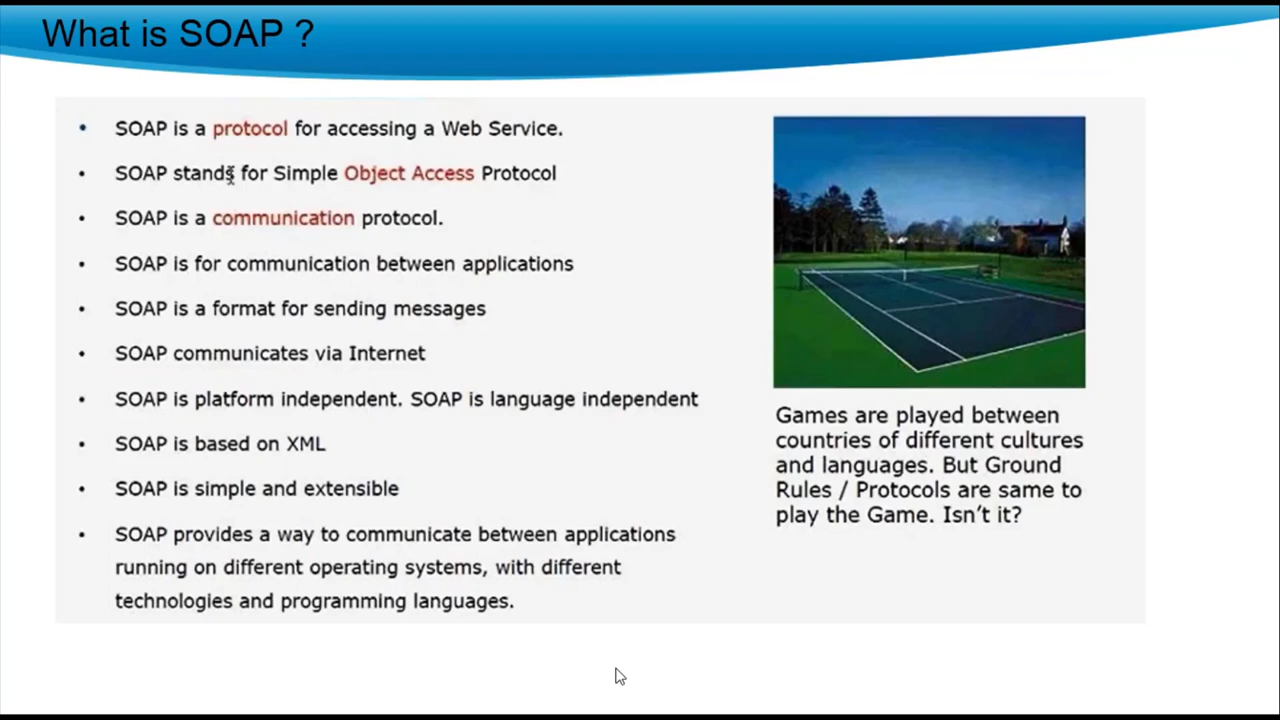 What is SOAP ?
• SOAP is a protocol for accessing a Web Service.
• SOAP stands for Simple Object Access Protocol
• SOAP is a communication protocol.
• SOAP is for communication between applications
• SOAP is a format for sending messages
• SOAP communicates via Internet
• SOAP is platform independent. SOAP is language independent
• SOAP is based on XML
• SOAP is simple and extensible
• SOAP provides a way to communicate between applications
running on different operating systems, with different
technologies and programming languages.
Games are played between
countries of different cultures
and languages. But Ground
Rules / Protocols are same to
play the Game. Isn't it?